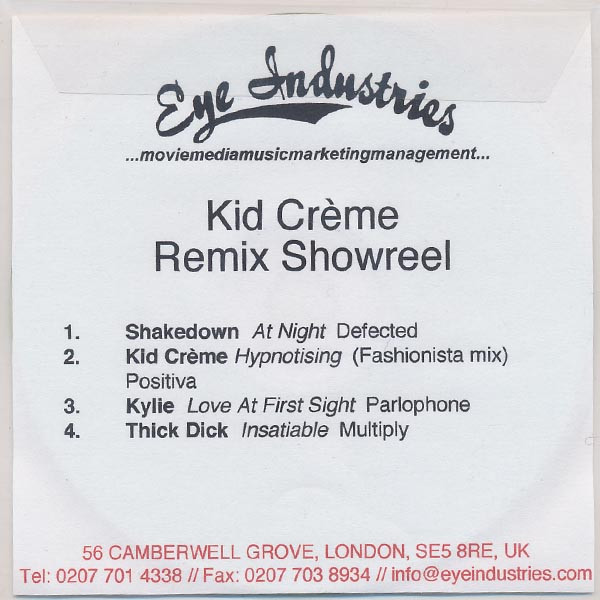 Eye Industries
...moviemediamusicmarketingmanagement...
Kid Crème
Remix Showreel
1. Shakedown At Night Defected
2. Kid Crème Hypnotising (Fashionista mix)
Positiva
3. Kylie Love At First Sight Parlophone
4. Thick Dick Insatiable Multiply
56 CAMBERWELL GROVE, LONDON, SE5 8RE, UK
Tel: 0207 701 4338 // Fax: 0207 703 8934 // info@eyeindustries.com